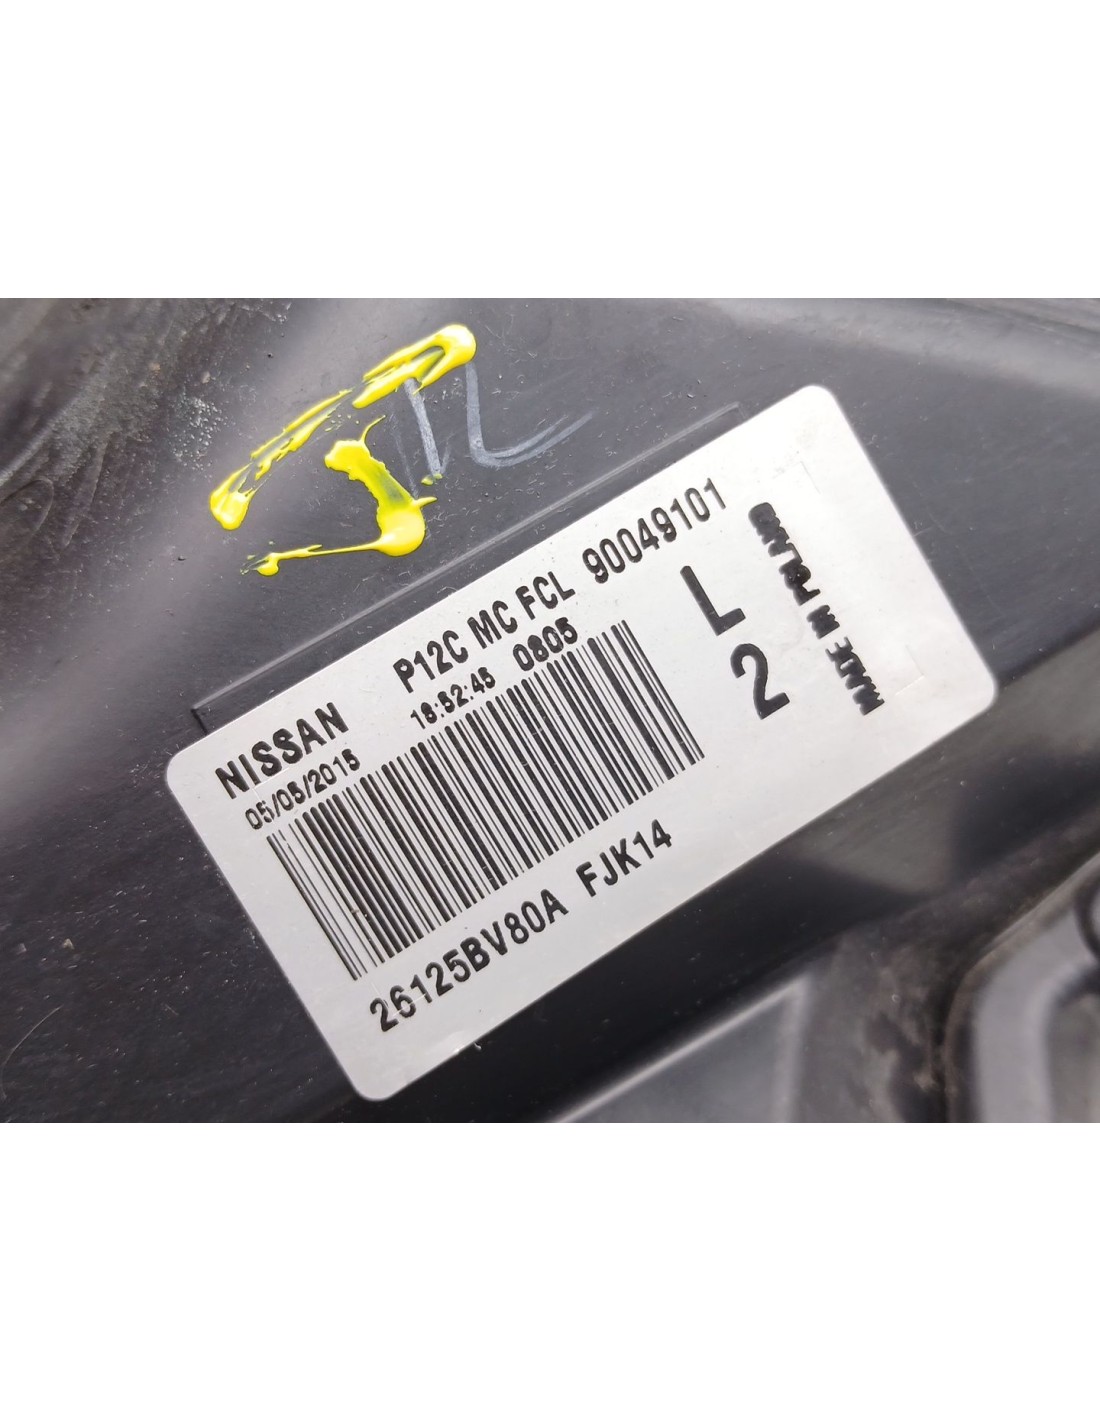 NISSAN P12C MC FCL 90049101
05/05/2015 18:52:45 0805
L
2
MADE IN POLAND
26125BV80A FJK14